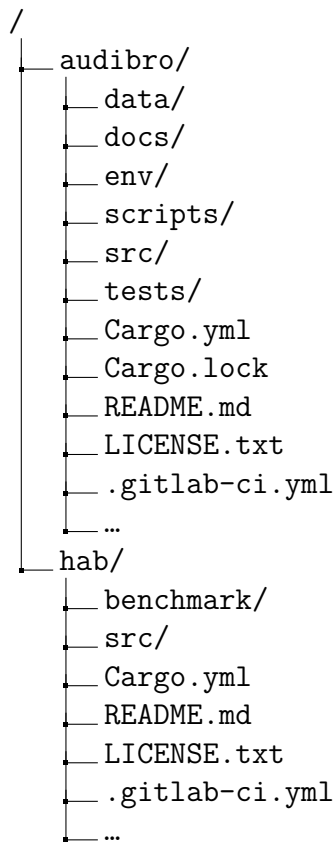 /
audibro/
data/
docs/
env/
scripts/
src/
tests/
Cargo.yml
Cargo.lock
README.md
LICENSE.txt
.gitlab-ci.yml
…
hab/
benchmark/
src/
Cargo.yml
README.md
LICENSE.txt
.gitlab-ci.yml
…